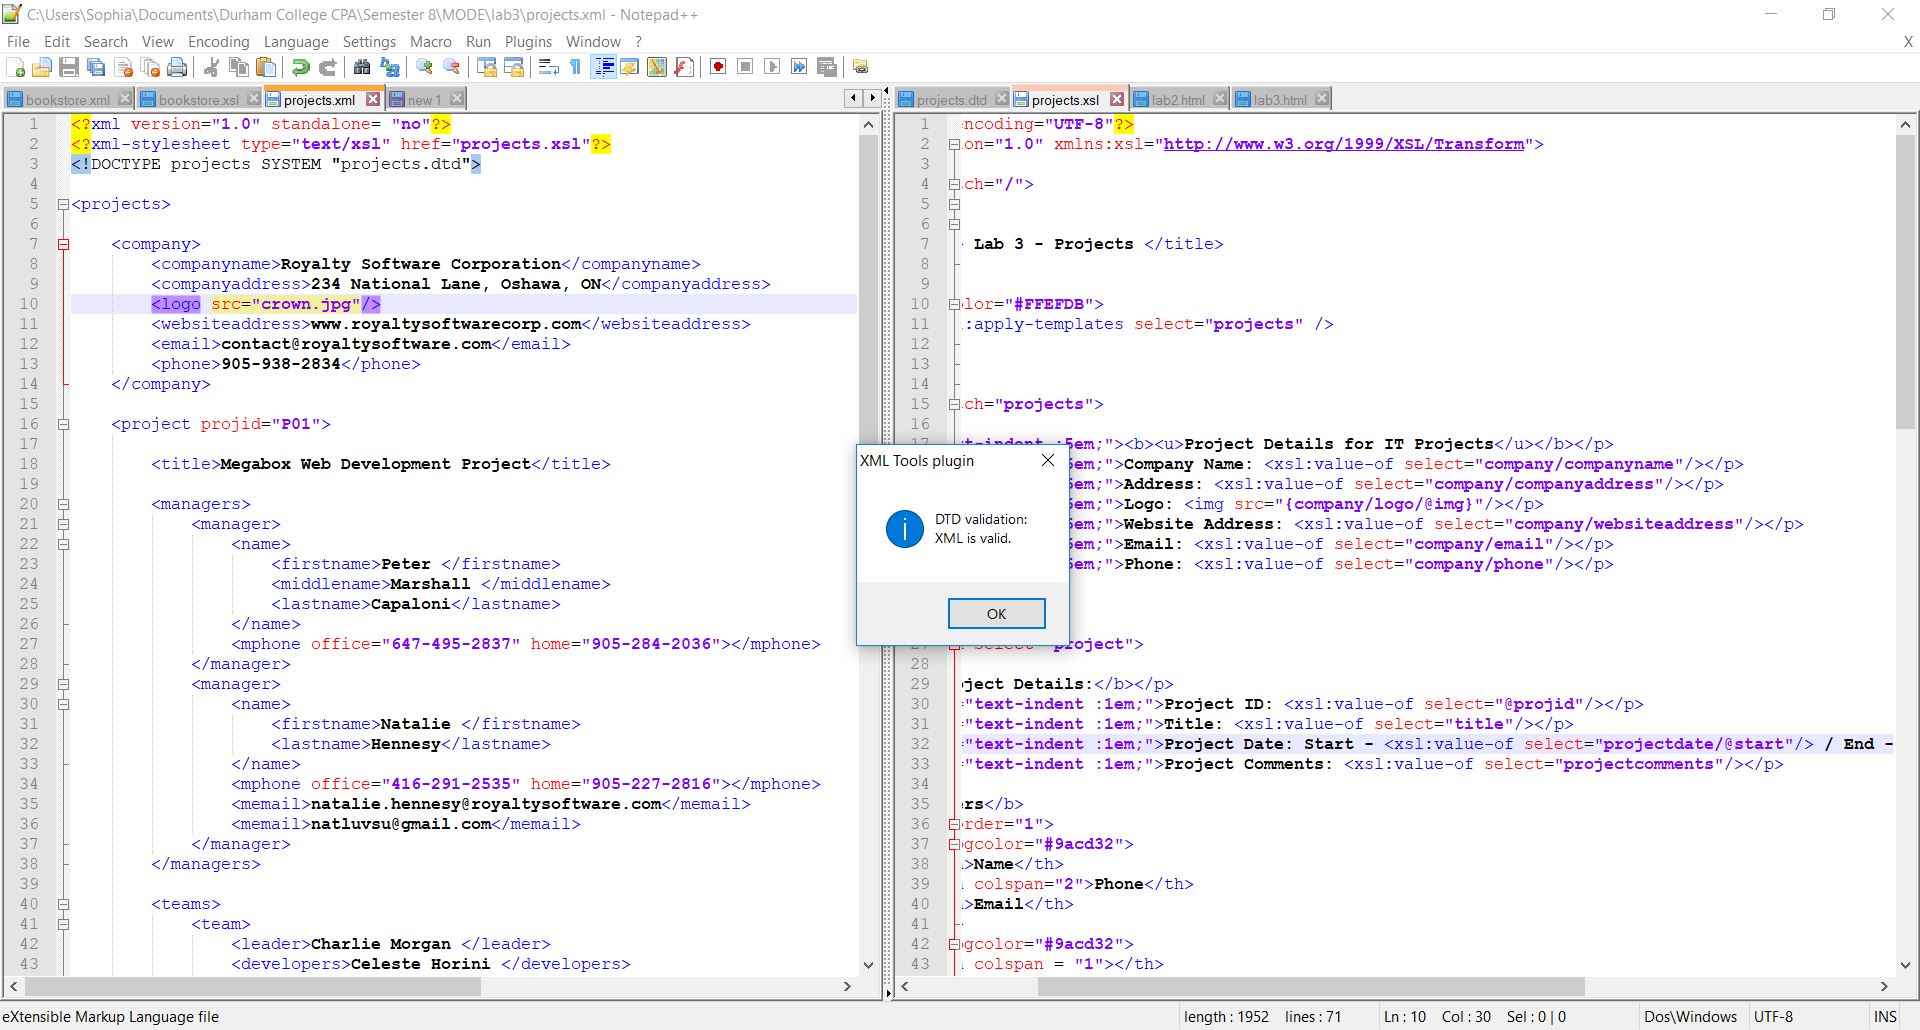 C:\Users\Sophia\Documents\Durham College CPA\Semester 8\MODE\lab3\projects.xml - Notepad++
File Edit Search View Encoding Language Settings Macro Run Plugins Window ? X
bookstore.xml bookstore.xsl projects.xml new 1
1 <?xml version="1.0" standalone= "no"?>
2 <?xml-stylesheet type="text/xsl" href="projects.xsl"?>
3 <!DOCTYPE projects SYSTEM "projects.dtd">
4
5 <projects>
6
7 <company>
8 <companyname>Royalty Software Corporation</companyname>
9 <companyaddress>234 National Lane, Oshawa, ON</companyaddress>
10 <logo src="crown.jpg"/>
11 <websiteaddress>www.royaltysoftwarecorp.com</websiteaddress>
12 <email>contact@royaltysoftware.com</email>
13 <phone>905-938-2834</phone>
14 </company>
15
16 <project projid="P01">
17
18 <title>Megabox Web Development Project</title>
19
20 <managers>
21 <manager>
22 <name>
23 <firstname>Peter </firstname>
24 <middlename>Marshall </middlename>
25 <lastname>Capaloni</lastname>
26 </name>
27 <mphone office="647-495-2837" home="905-284-2036"></mphone>
28 </manager>
29 <manager>
30 <name>
31 <firstname>Natalie </firstname>
32 <lastname>Hennesy</lastname>
33 </name>
34 <mphone office="416-291-2535" home="905-227-2816"></mphone>
35 <memail>natalie.hennesy@royaltysoftware.com</memail>
36 <memail>natluvsu@gmail.com</memail>
37 </manager>
38 </managers>
39
40 <teams>
41 <team>
42 <leader>Charlie Morgan </leader>
43 <developers>Celeste Horini </developers>
projects.dtd projects.xsl lab2.html lab3.html
1 ncoding="UTF-8"?>
2 on="1.0" xmlns:xsl="http://www.w3.org/1999/XSL/Transform">
3
4 ch="/">
5
6
7 Lab 3 - Projects </title>
8
9
10 lor="#FFEFDB">
11 :apply-templates select="projects" />
12
13
14
15 ch="projects">
16
17 t-indent :5em;"><b><u>Project Details for IT Projects</u></b></p>
5em;">Company Name: <xsl:value-of select="company/companyname"/></p>
5em;">Address: <xsl:value-of select="company/companyaddress"/></p>
5em;">Logo: <img src="{company/logo/@img}"/></p>
5em;">Website Address: <xsl:value-of select="company/websiteaddress"/></p>
5em;">Email: <xsl:value-of select="company/email"/></p>
5em;">Phone: <xsl:value-of select="company/phone"/></p>
27 select="project">
28
29 ject Details:</b></p>
30 ="text-indent :1em;">Project ID: <xsl:value-of select="@projid"/></p>
31 ="text-indent :1em;">Title: <xsl:value-of select="title"/></p>
32 ="text-indent :1em;">Project Date: Start - <xsl:value-of select="projectdate/@start"/> / End -
33 ="text-indent :1em;">Project Comments: <xsl:value-of select="projectcomments"/></p>
34
35 ers</b>
36 rder="1">
37 gcolor="#9acd32">
38 >Name</th>
39 colspan="2">Phone</th>
40 >Email</th>
41
42 gcolor="#9acd32">
43 colspan = "1"></th>
XML Tools plugin
DTD validation:
XML is valid.
OK
eXtensible Markup Language file length : 1952 lines : 71 Ln : 10 Col : 30 Sel : 0 | 0 Dos\Windows UTF-8 INS